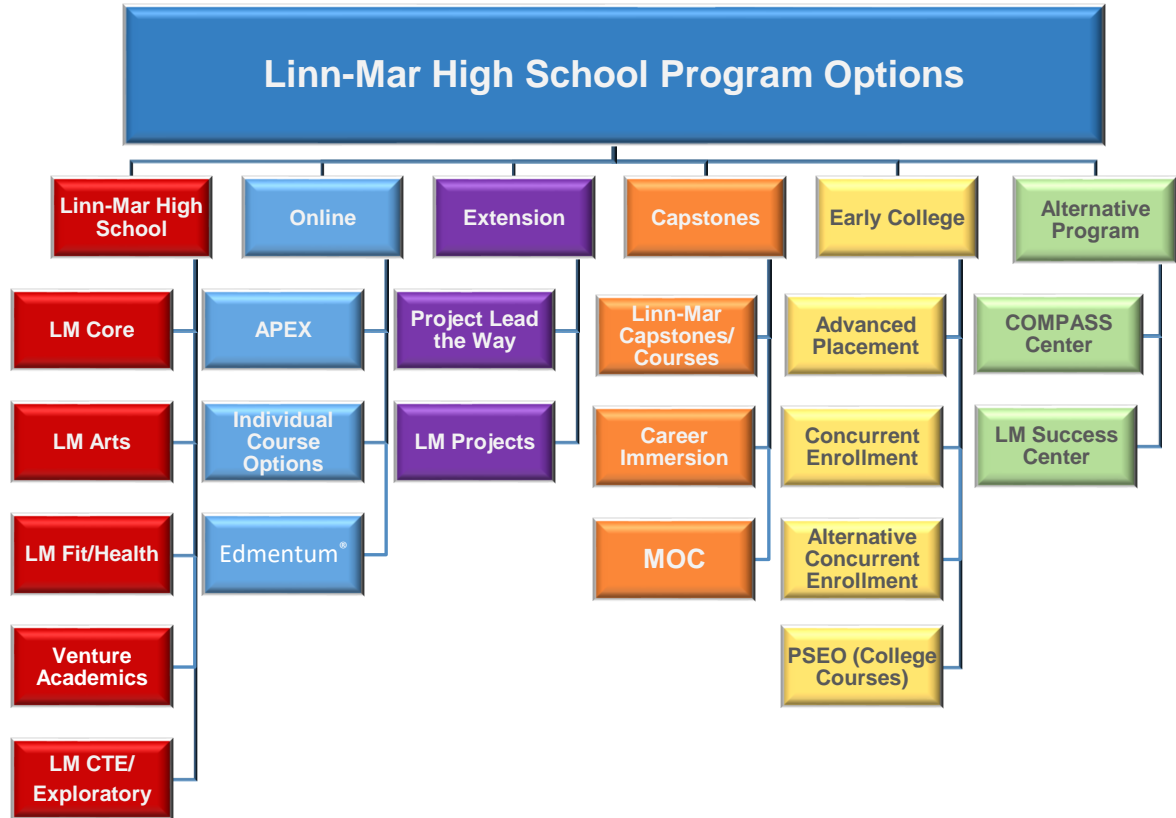 Linn-Mar High School Program Options
Linn-Mar High
School
Online
Extension
Capstones
Early College
Alternative
Program
LM Core
LM Arts
LM Fit/Health
Venture
Academics
LM CTE/
Exploratory
APEX
Individual
Course
Options
Edmentum®
Project Lead
the Way
LM Projects
Linn-Mar
Capstones/
Courses
Career
Immersion
MOC
Advanced
Placement
Concurrent
Enrollment
Alternative
Concurrent
Enrollment
PSEO (College
Courses)
COMPASS
Center
LM Success
Center